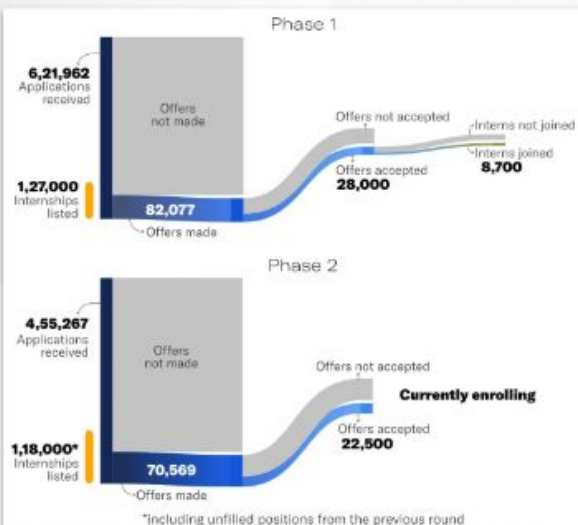 Phase 1
6,21,962
Applications
received
Offers
not made
1,27,000
Internships
listed
82,077
Offers made
Offers not accepted
Offers accepted
28,000
Interns not joined
Interns joined
8,700
Phase 2
4,55,267
Applications
received
Offers
not made
1,18,000*
Internships
listed
70,569
Offers made
Offers not accepted
Offers accepted
22,500
Currently enrolling
*including unfilled positions from the previous round